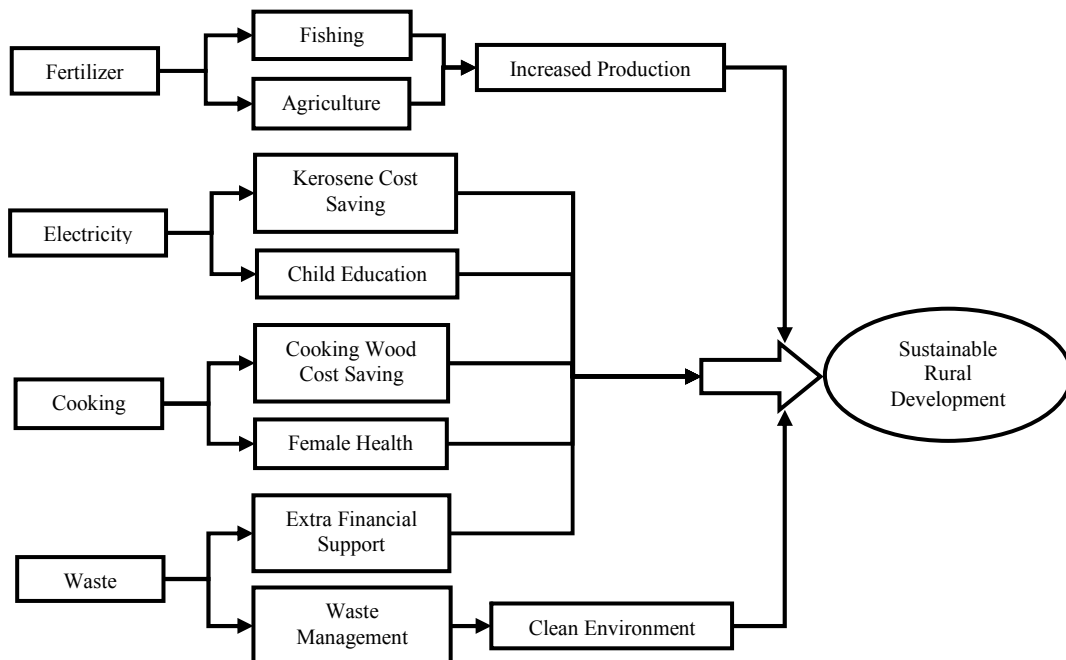 Fertilizer
Fishing
Agriculture
Increased Production
Electricity
Kerosene Cost
Saving
Child Education
Cooking
Cooking Wood
Cost Saving
Female Health
Waste
Extra Financial
Support
Waste
Management
Clean Environment
Sustainable
Rural
Development